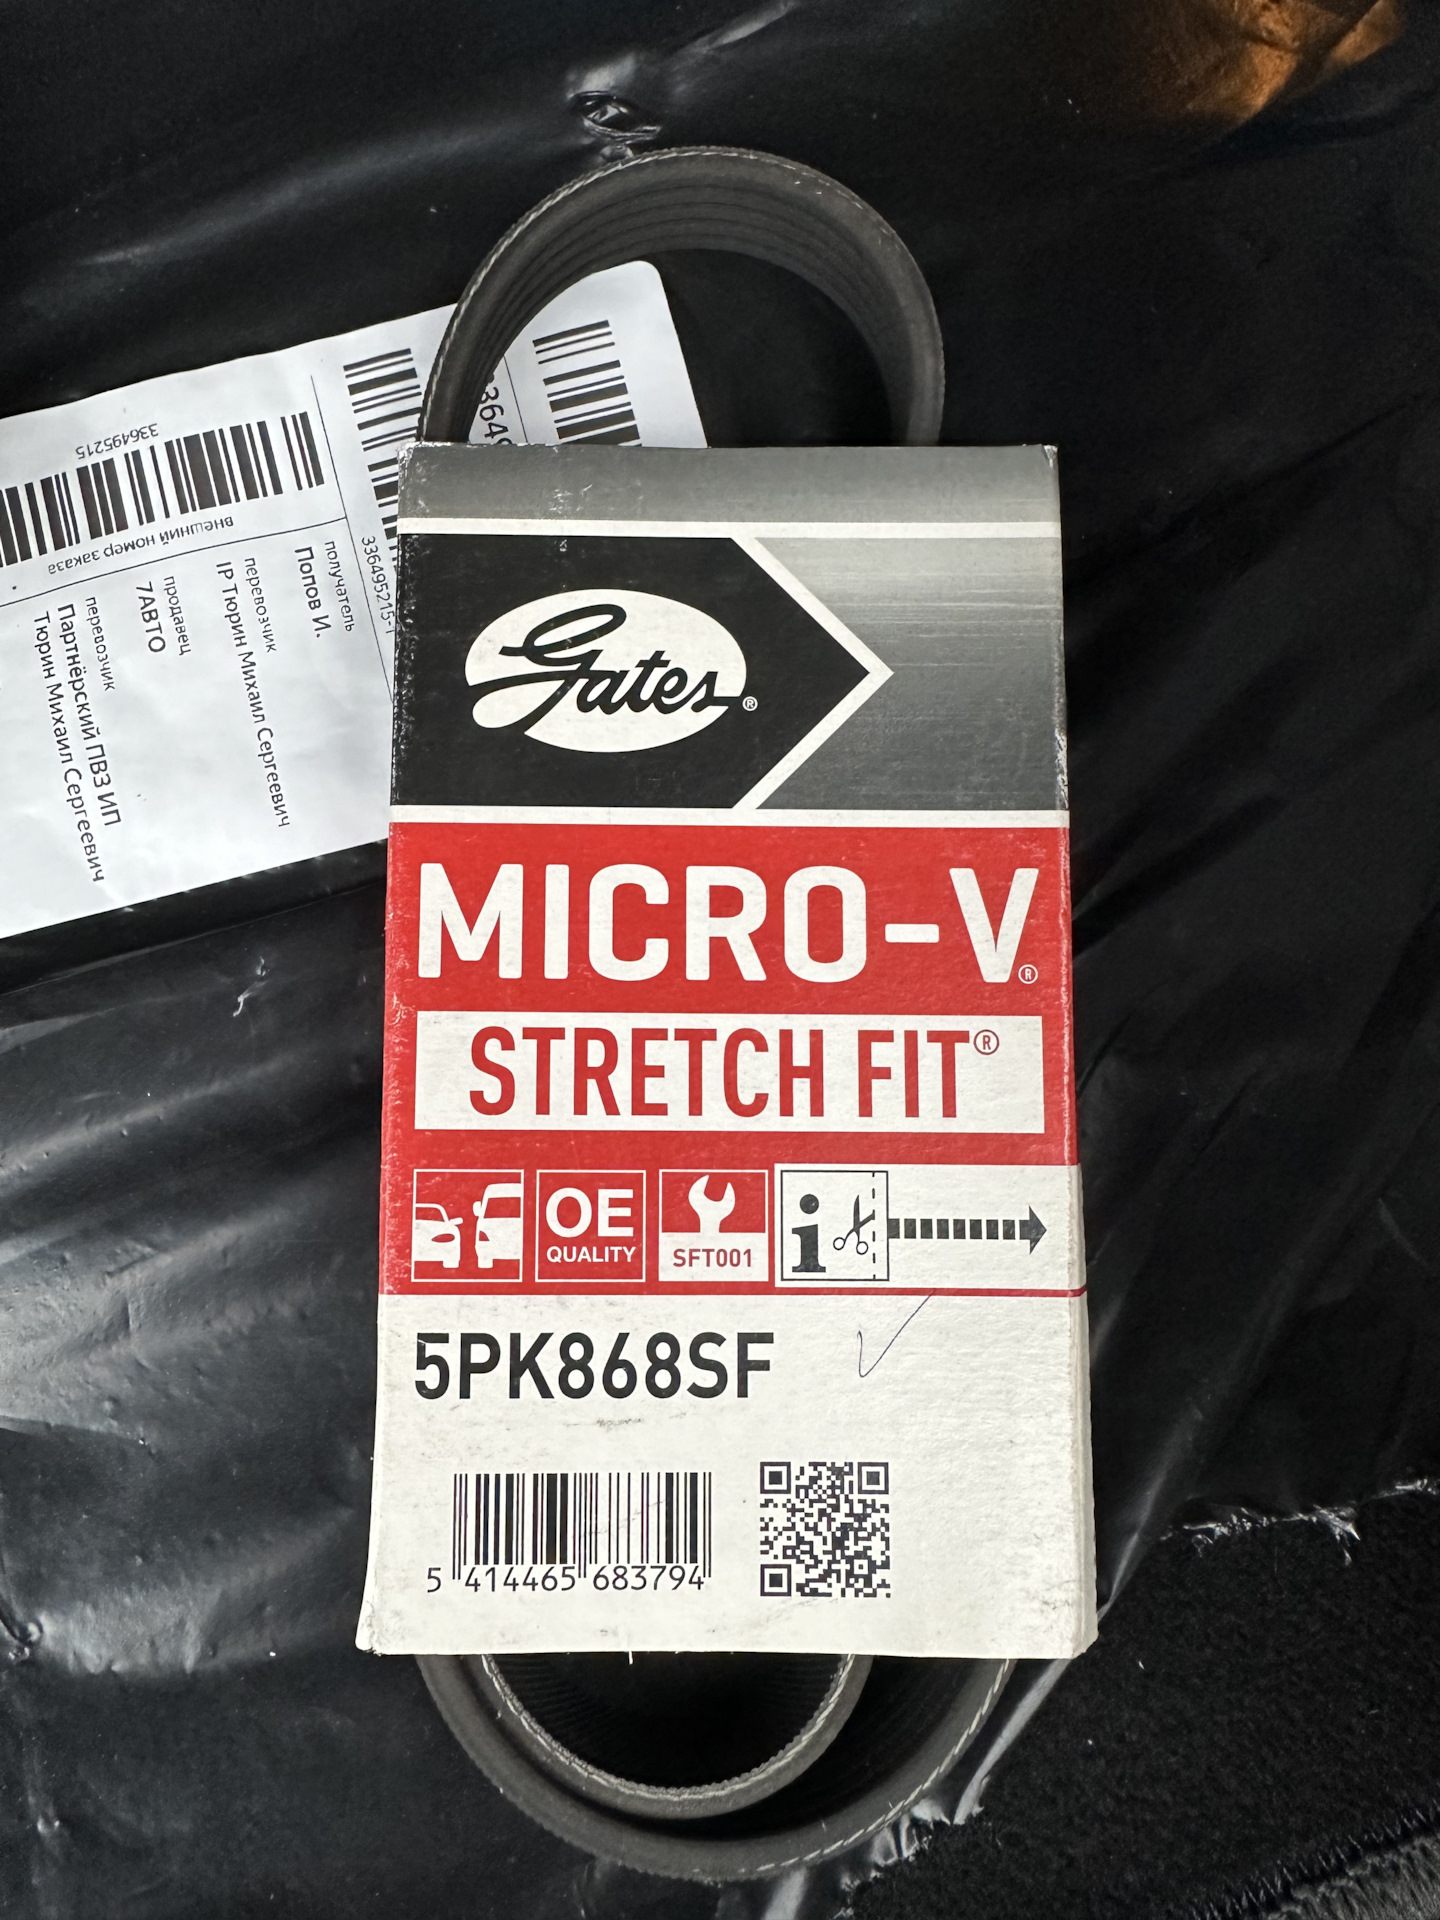 336495215
внешний номер заказа
33649
336495215-1
получатель
Попов И.
перевозчик
IP Тюрин Михаил Сергеевич
продавец
7АВТО
перевозчик
Партнёрский ПВЗ ИП
Тюрин Михаил Сергеевич
Gates®
MICRO-V®
STRETCH FIT®
OE
QUALITY
SFT001
i
5PK868SF
5 414465 683794